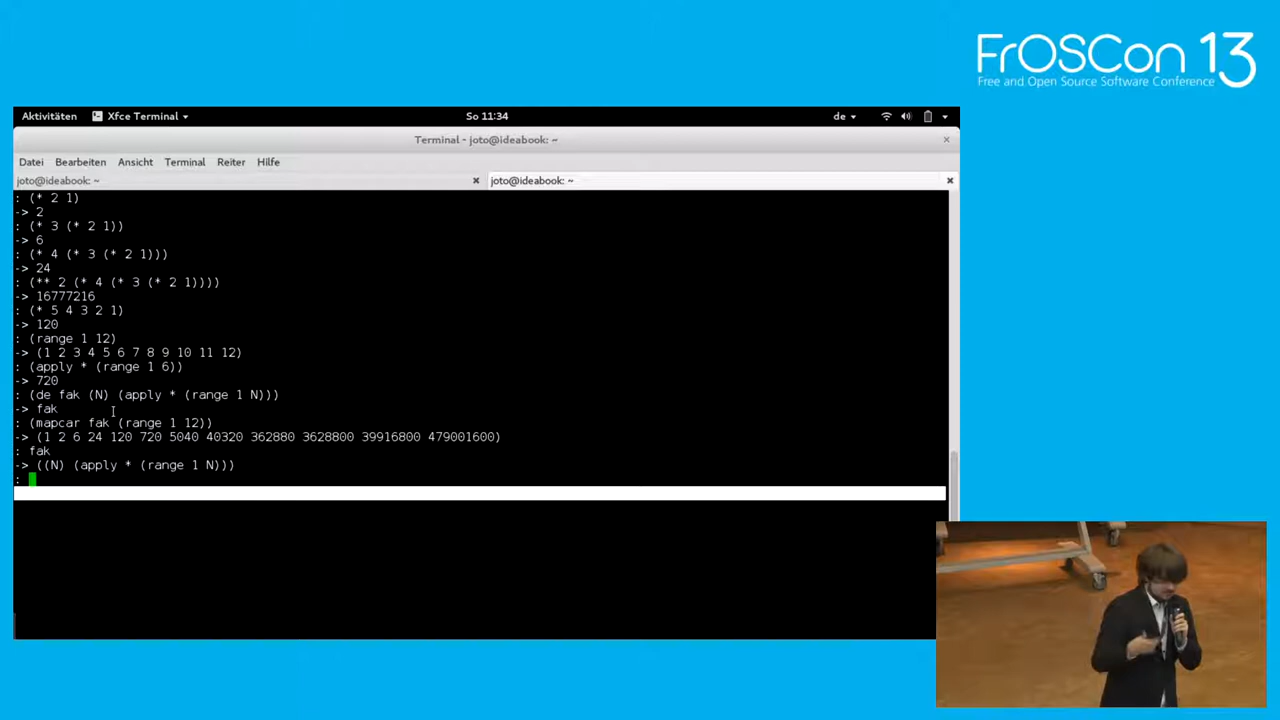 FrOSCon 13
Free and Open Source Software Conference
Aktivitäten Xfce Terminal So 11:34 de
Terminal - joto@ideabook: ~
Datei Bearbeiten Ansicht Terminal Reiter Hilfe
joto@ideabook: ~ joto@ideabook: ~
: (* 2 1)
-> 2
: (* 3 (* 2 1))
-> 6
: (* 4 (* 3 (* 2 1)))
-> 24
: (** 2 (* 4 (* 3 (* 2 1))))
-> 16777216
: (* 5 4 3 2 1)
-> 120
: (range 1 12)
-> (1 2 3 4 5 6 7 8 9 10 11 12)
: (apply * (range 1 6))
-> 720
: (de fak (N) (apply * (range 1 N)))
-> fak
: (mapcar fak (range 1 12))
-> (1 2 6 24 120 720 5040 40320 362880 3628800 39916800 479001600)
: fak
-> ((N) (apply * (range 1 N)))
: